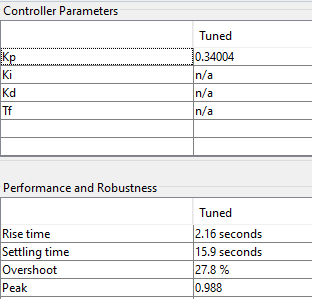 Controller Parameters
Tuned
Kp 0.34004
Ki n/a
Kd n/a
Tf n/a
Performance and Robustness
Tuned
Rise time 2.16 seconds
Settling time 15.9 seconds
Overshoot 27.8 %
Peak 0.988